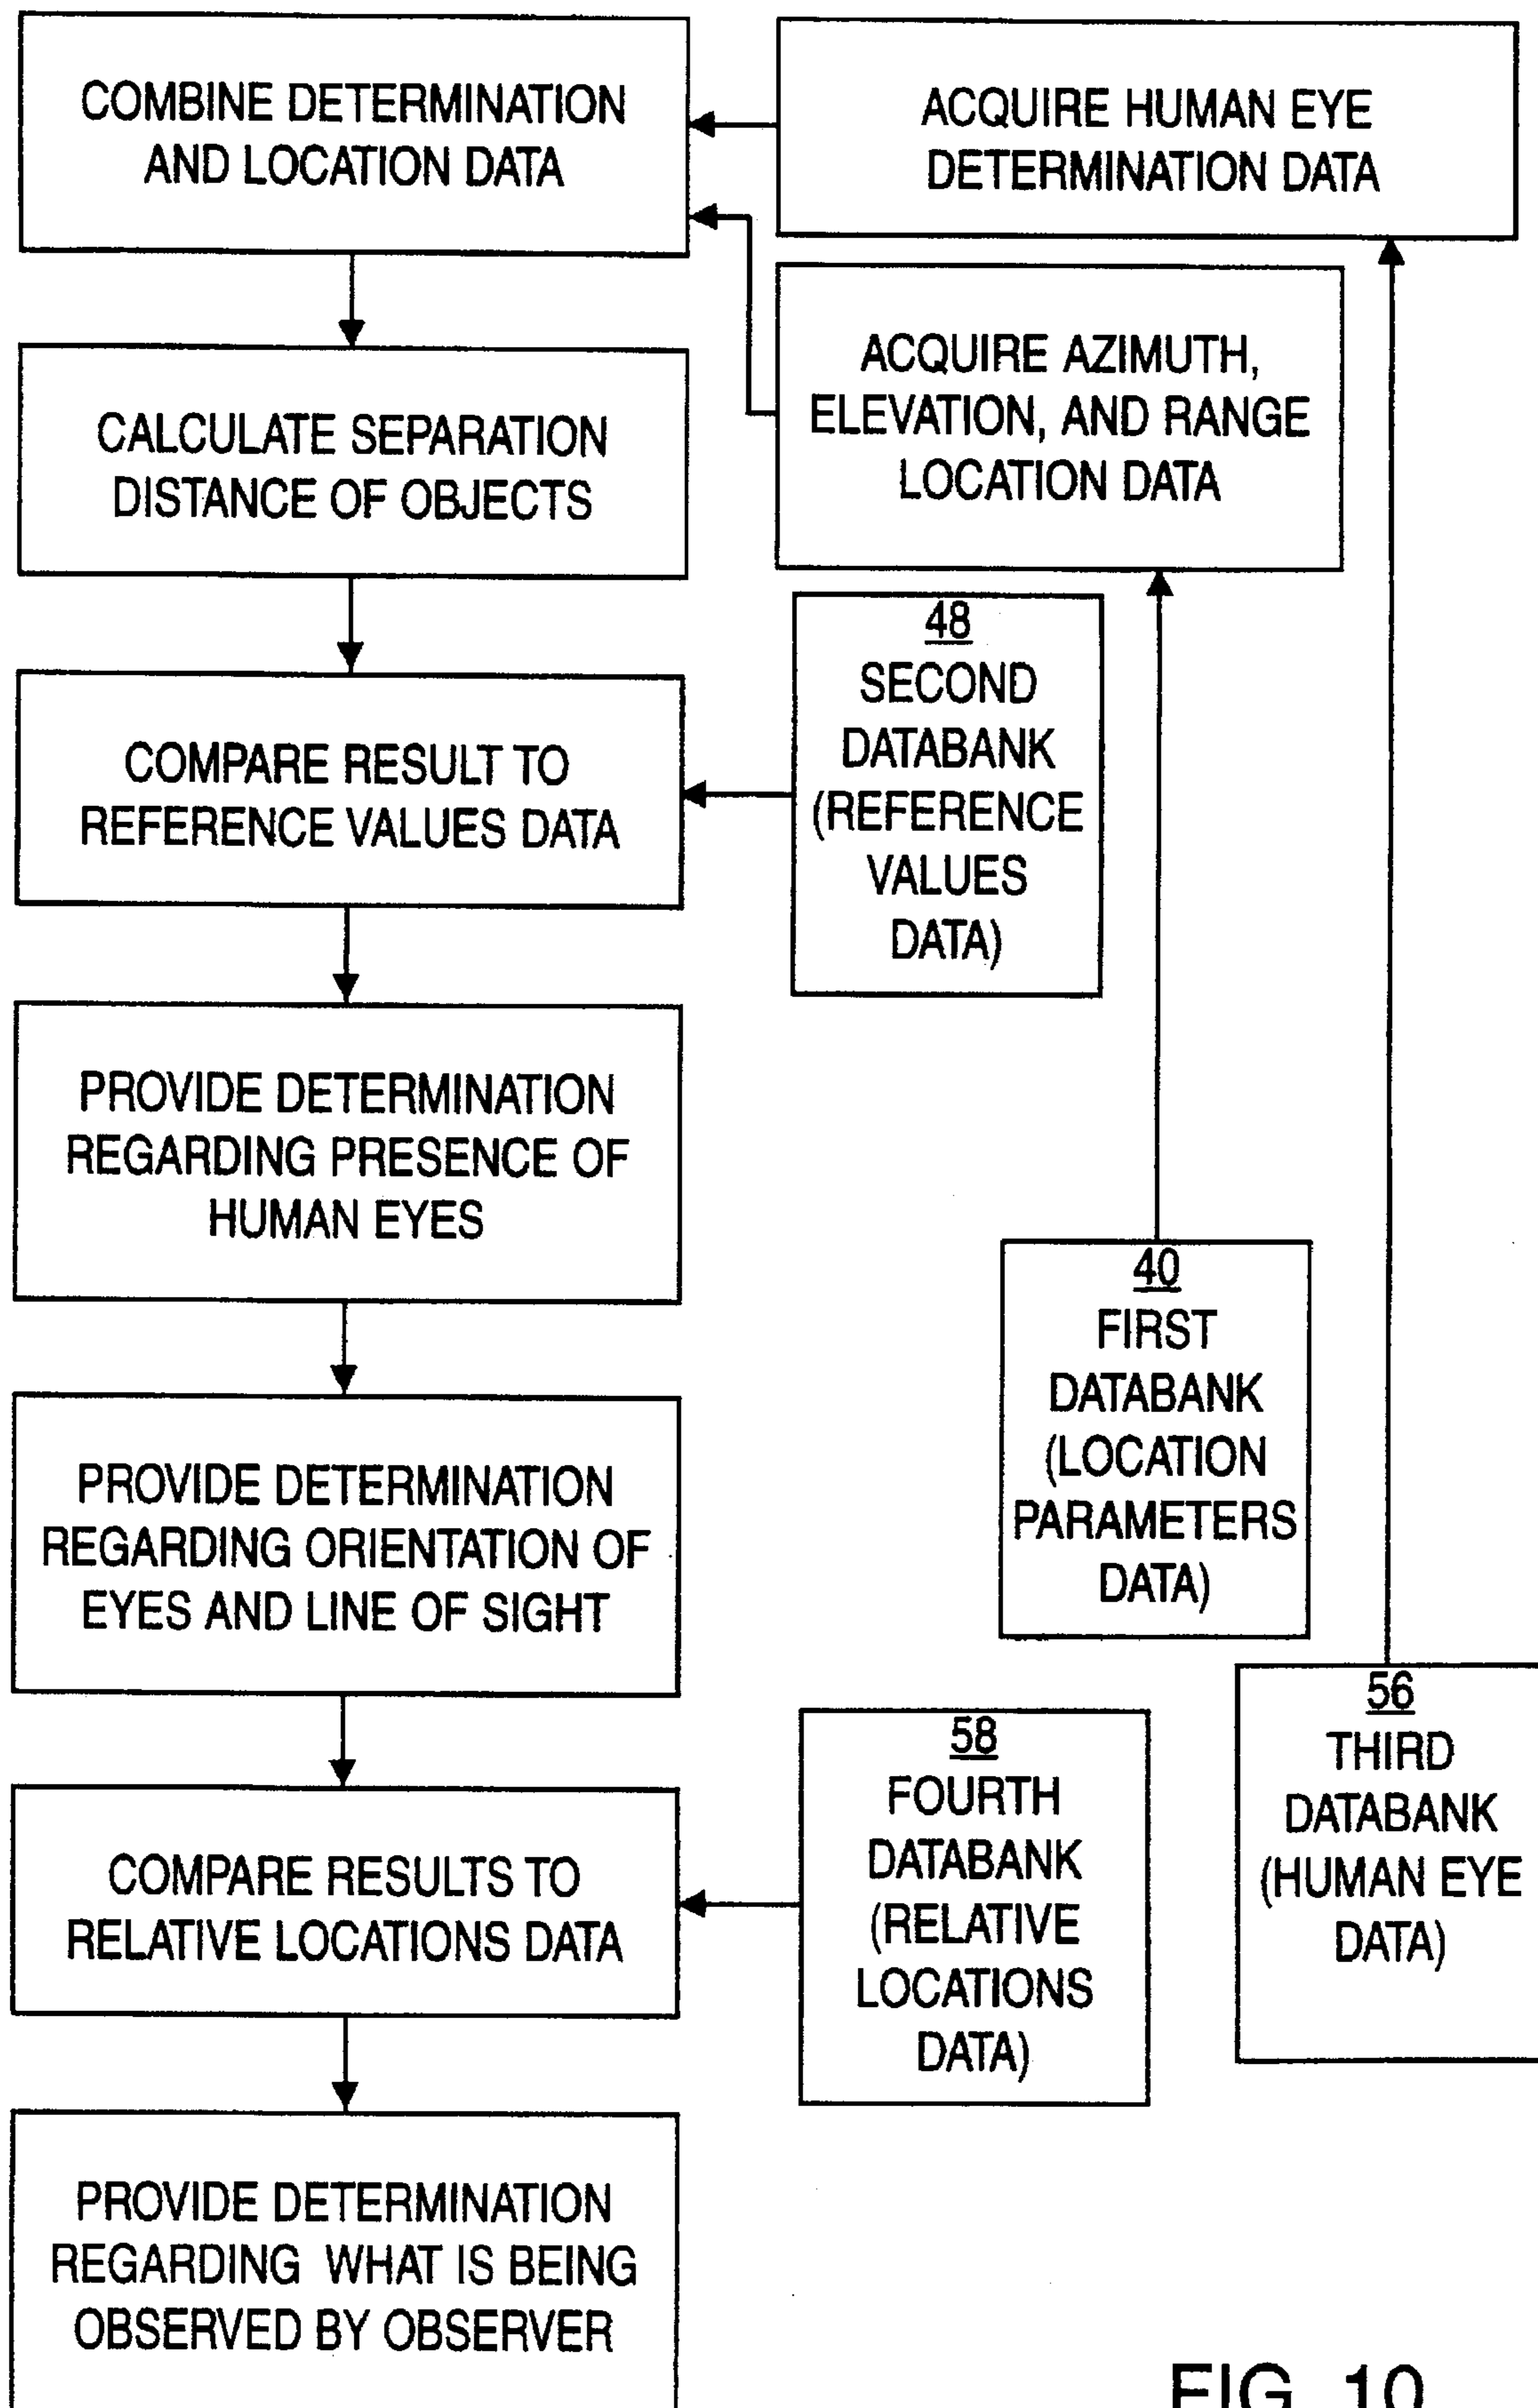 COMBINE DETERMINATION
AND LOCATION DATA
ACQUIRE HUMAN EYE
DETERMINATION DATA
CALCULATE SEPARATION
DISTANCE OF OBJECTS
ACQUIRE AZIMUTH,
ELEVATION, AND RANGE
LOCATION DATA
COMPARE RESULT TO
REFERENCE VALUES DATA
48
SECOND
DATABANK
(REFERENCE
VALUES
DATA)
PROVIDE DETERMINATION
REGARDING PRESENCE OF
HUMAN EYES
40
FIRST
DATABANK
(LOCATION
PARAMETERS
DATA)
PROVIDE DETERMINATION
REGARDING ORIENTATION OF
EYES AND LINE OF SIGHT
56
THIRD
DATABANK
(HUMAN EYE
DATA)
COMPARE RESULTS TO
RELATIVE LOCATIONS DATA
58
FOURTH
DATABANK
(RELATIVE
LOCATIONS
DATA)
PROVIDE DETERMINATION
REGARDING WHAT IS BEING
OBSERVED BY OBSERVER
FIG. 10